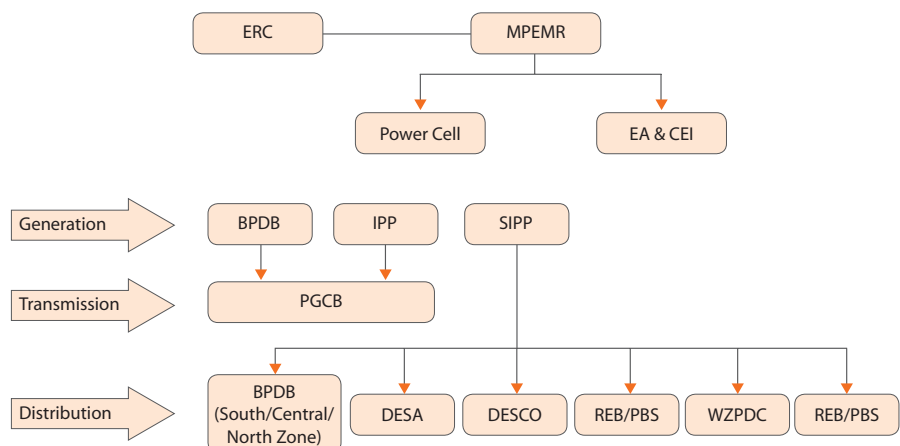 ERC
MPEMR
Power Cell
EA & CEI
Generation
BPDB
IPP
SIPP
Transmission
PGCB
Distribution
BPDB
(South/Central/
North Zone)
DESA
DESCO
REB/PBS
WZPDC
REB/PBS